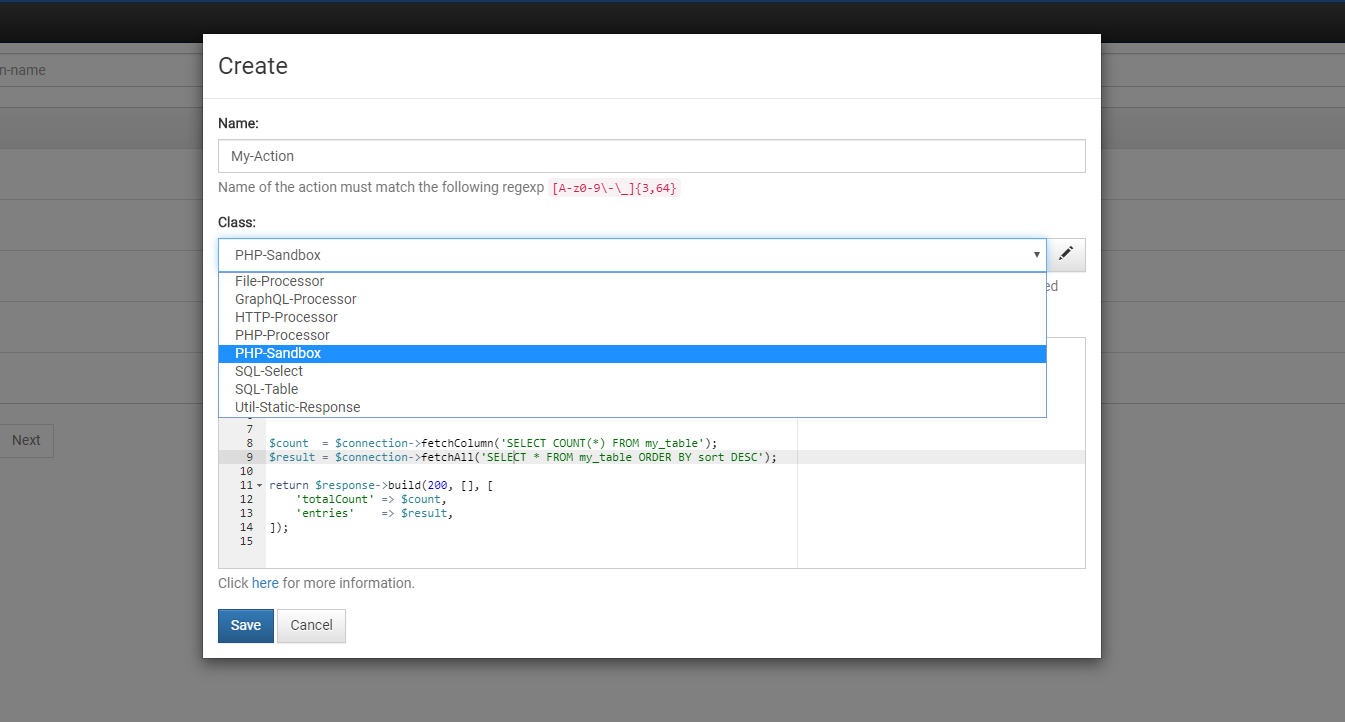 Create
n-name
Name:
My-Action
Name of the action must match the following regexp [A-z0-9\-\_]{3,64}
Class:
PHP-Sandbox
ed
File-Processor
GraphQL-Processor
HTTP-Processor
PHP-Processor
PHP-Sandbox
SQL-Select
SQL-Table
Util-Static-Response
7
8 $count  = $connection->fetchColumn('SELECT COUNT(*) FROM my_table');
9 $result = $connection->fetchAll('SELECT * FROM my_table ORDER BY sort DESC');
10
11 return $response->build(200, [], [
12     'totalCount' => $count,
13     'entries'    => $result,
14 ]);
15
Next
Click here for more information.
Save Cancel